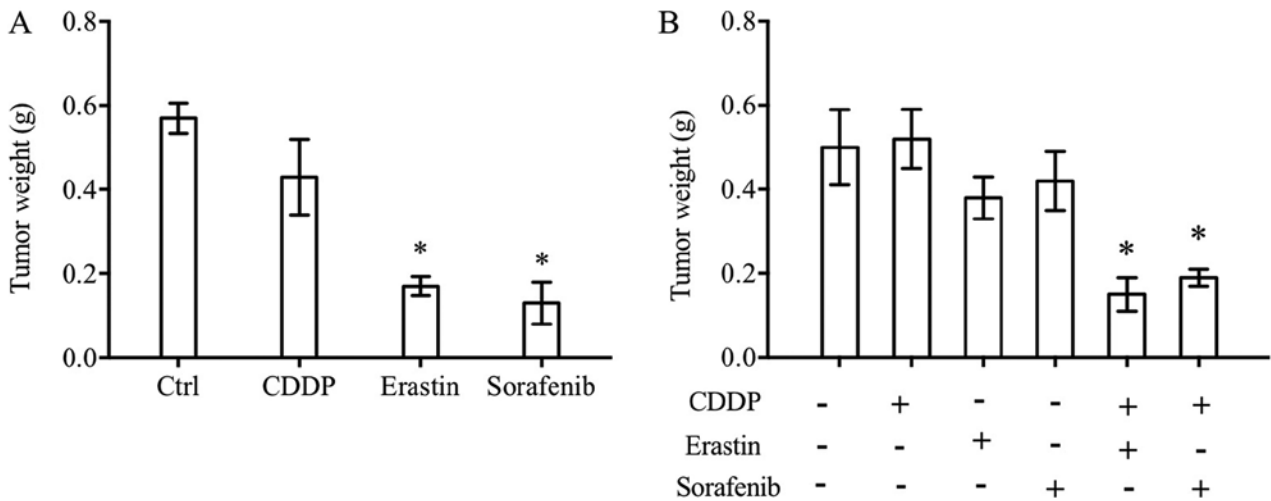 A
Tumor weight (g)
0.8
0.6
0.4
0.2
0.0
*
*
Ctrl CDDP Erastin Sorafenib
B
Tumor weight (g)
0.8
0.6
0.4
0.2
0.0
*
*
CDDP - + - - + +
Erastin - - + - + -
Sorafenib - - - + - +